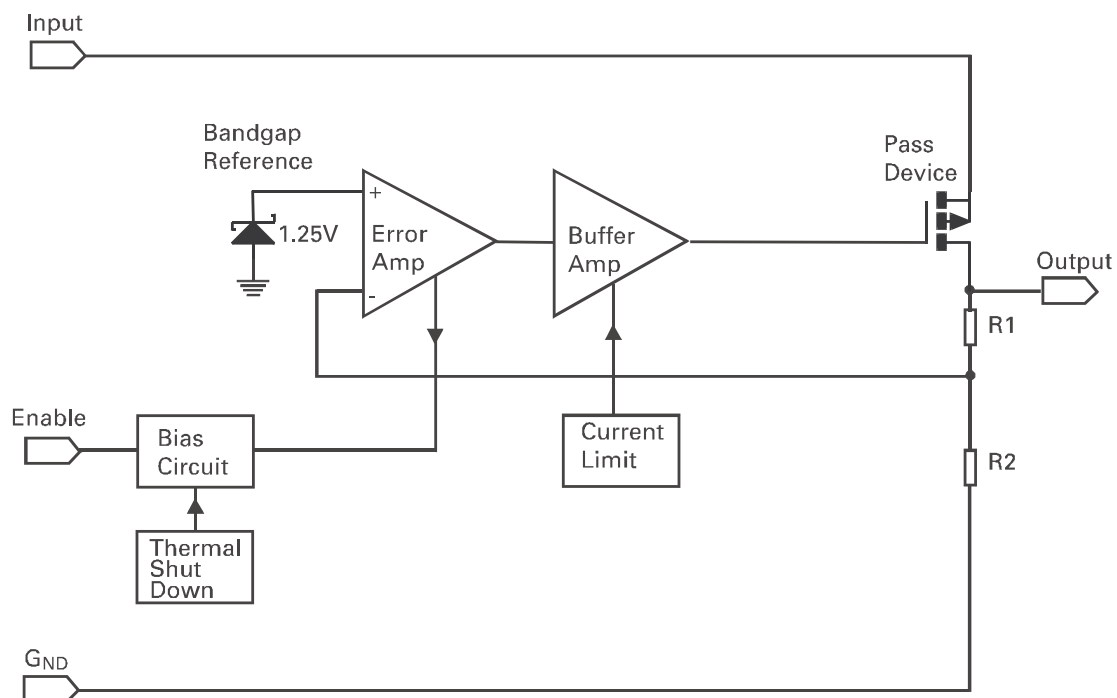 Input
Bandgap
Reference
Pass
Device
+
1.25V
Error
Amp
Buffer
Amp
-
Output
R1
Enable
Bias
Circuit
Current
Limit
R2
Thermal
Shut
Down
GND